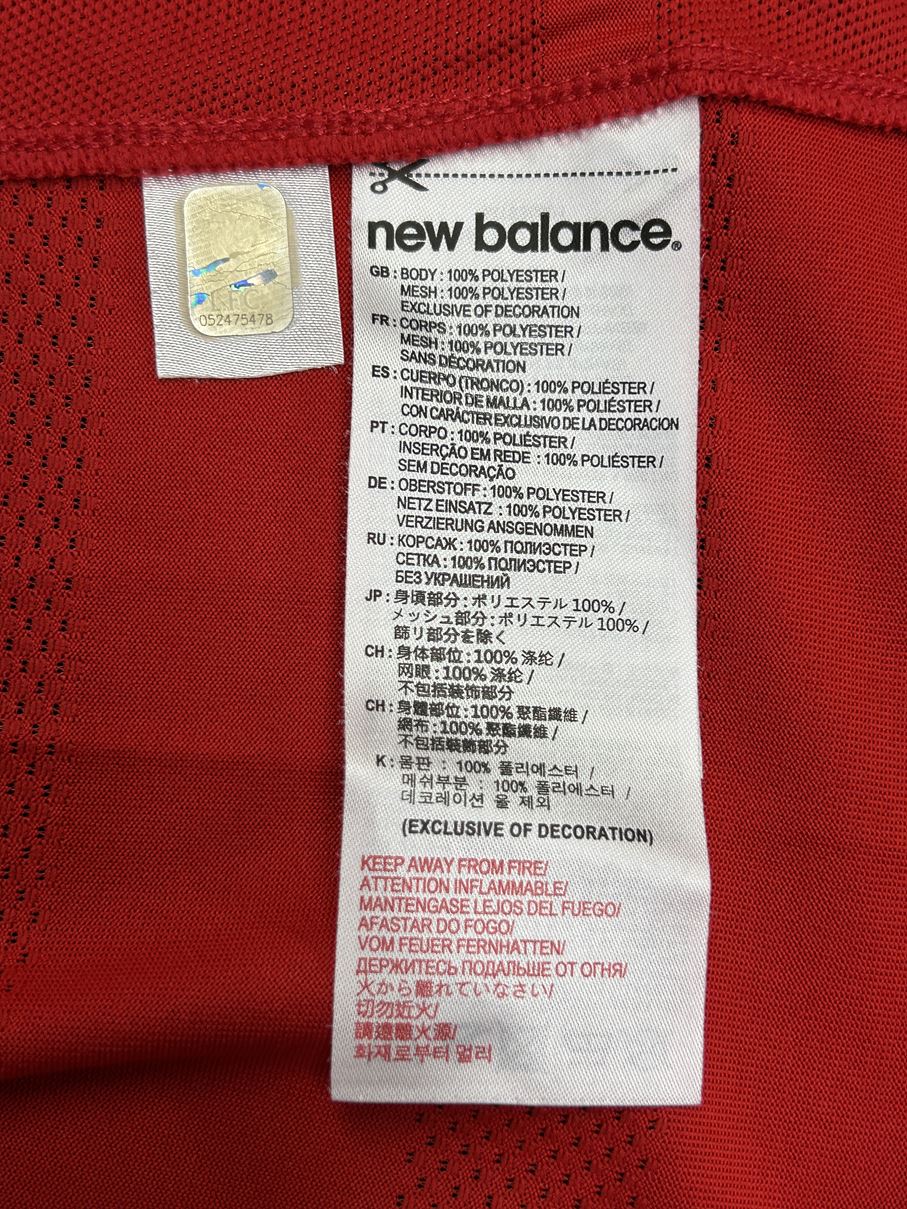 LFC
052475478
new balance®
GB : BODY : 100% POLYESTER /
MESH : 100% POLYESTER /
EXCLUSIVE OF DECORATION
FR : CORPS : 100% POLYESTER /
MESH : 100% POLYESTER /
SANS DÉCORATION
ES : CUERPO (TRONCO) : 100% POLIÉSTER /
INTERIOR DE MALLA : 100% POLIÉSTER /
CON CARÁCTER EXCLUSIVO DE LA DECORACION
PT : CORPO : 100% POLIÉSTER /
INSERÇÃO EM REDE : 100% POLIÉSTER /
SEM DECORAÇÃO
DE : OBERSTOFF : 100% POLYESTER /
NETZ EINSATZ : 100% POLYESTER /
VERZIERUNG ANSGENOMMEN
RU : КОРСАЖ : 100% ПОЛИЭСТЕР /
СЕТКА : 100% ПОЛИЭСТЕР /
БЕЗ УКРАШЕНИЙ
JP : 身頃部分 : ポリエステル 100% /
メッシュ部分 : ポリエステル 100% /
篩リ部分を除く
CH : 身体部位 : 100% 涤纶 /
网眼 : 100% 涤纶 /
不包括装饰部分
CH : 身體部位 : 100% 聚酯纖維 /
網布 : 100% 聚酯纖維 /
不包括裝飾部分
K : 몸판 : 100% 폴리에스터 /
메쉬부분 : 100% 폴리에스터 /
데코레이션 울 제외
(EXCLUSIVE OF DECORATION)
KEEP AWAY FROM FIRE/
ATTENTION INFLAMMABLE/
MANTENGASE LEJOS DEL FUEGO/
AFASTAR DO FOGO/
VOM FEUER FERNHATTEN/
ДЕРЖИТЕСЬ ПОДАЛЬШЕ ОТ ОГНЯ/
火から離れていなさい/
切勿近火/
請遠離火源/
화재로부터 멀리